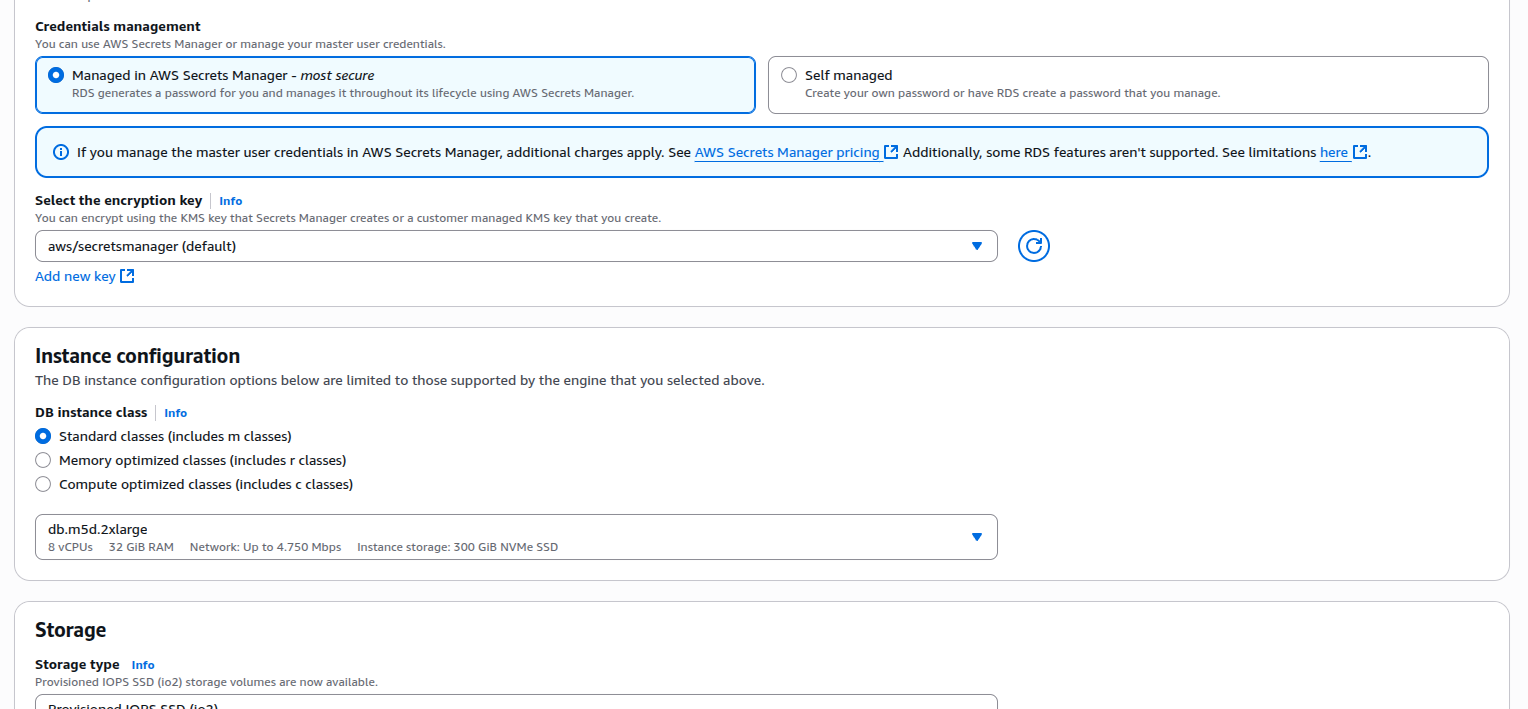 Credentials management
You can use AWS Secrets Manager or manage your master user credentials.
Managed in AWS Secrets Manager - most secure
RDS generates a password for you and manages it throughout its lifecycle using AWS Secrets Manager.
Self managed
Create your own password or have RDS create a password that you manage.
If you manage the master user credentials in AWS Secrets Manager, additional charges apply. See AWS Secrets Manager pricing Additionally, some RDS features aren't supported. See limitations here.
Select the encryption key Info
You can encrypt using the KMS key that Secrets Manager creates or a customer managed KMS key that you create.
aws/secretsmanager (default)
Add new key
Instance configuration
The DB instance configuration options below are limited to those supported by the engine that you selected above.
DB instance class Info
Standard classes (includes m classes)
Memory optimized classes (includes r classes)
Compute optimized classes (includes c classes)
db.m5d.2xlarge
8 vCPUs 32 GiB RAM Network: Up to 4.750 Mbps Instance storage: 300 GiB NVMe SSD
Storage
Storage type Info
Provisioned IOPS SSD (io2) storage volumes are now available.
Provisioned IOPS SSD (io2)